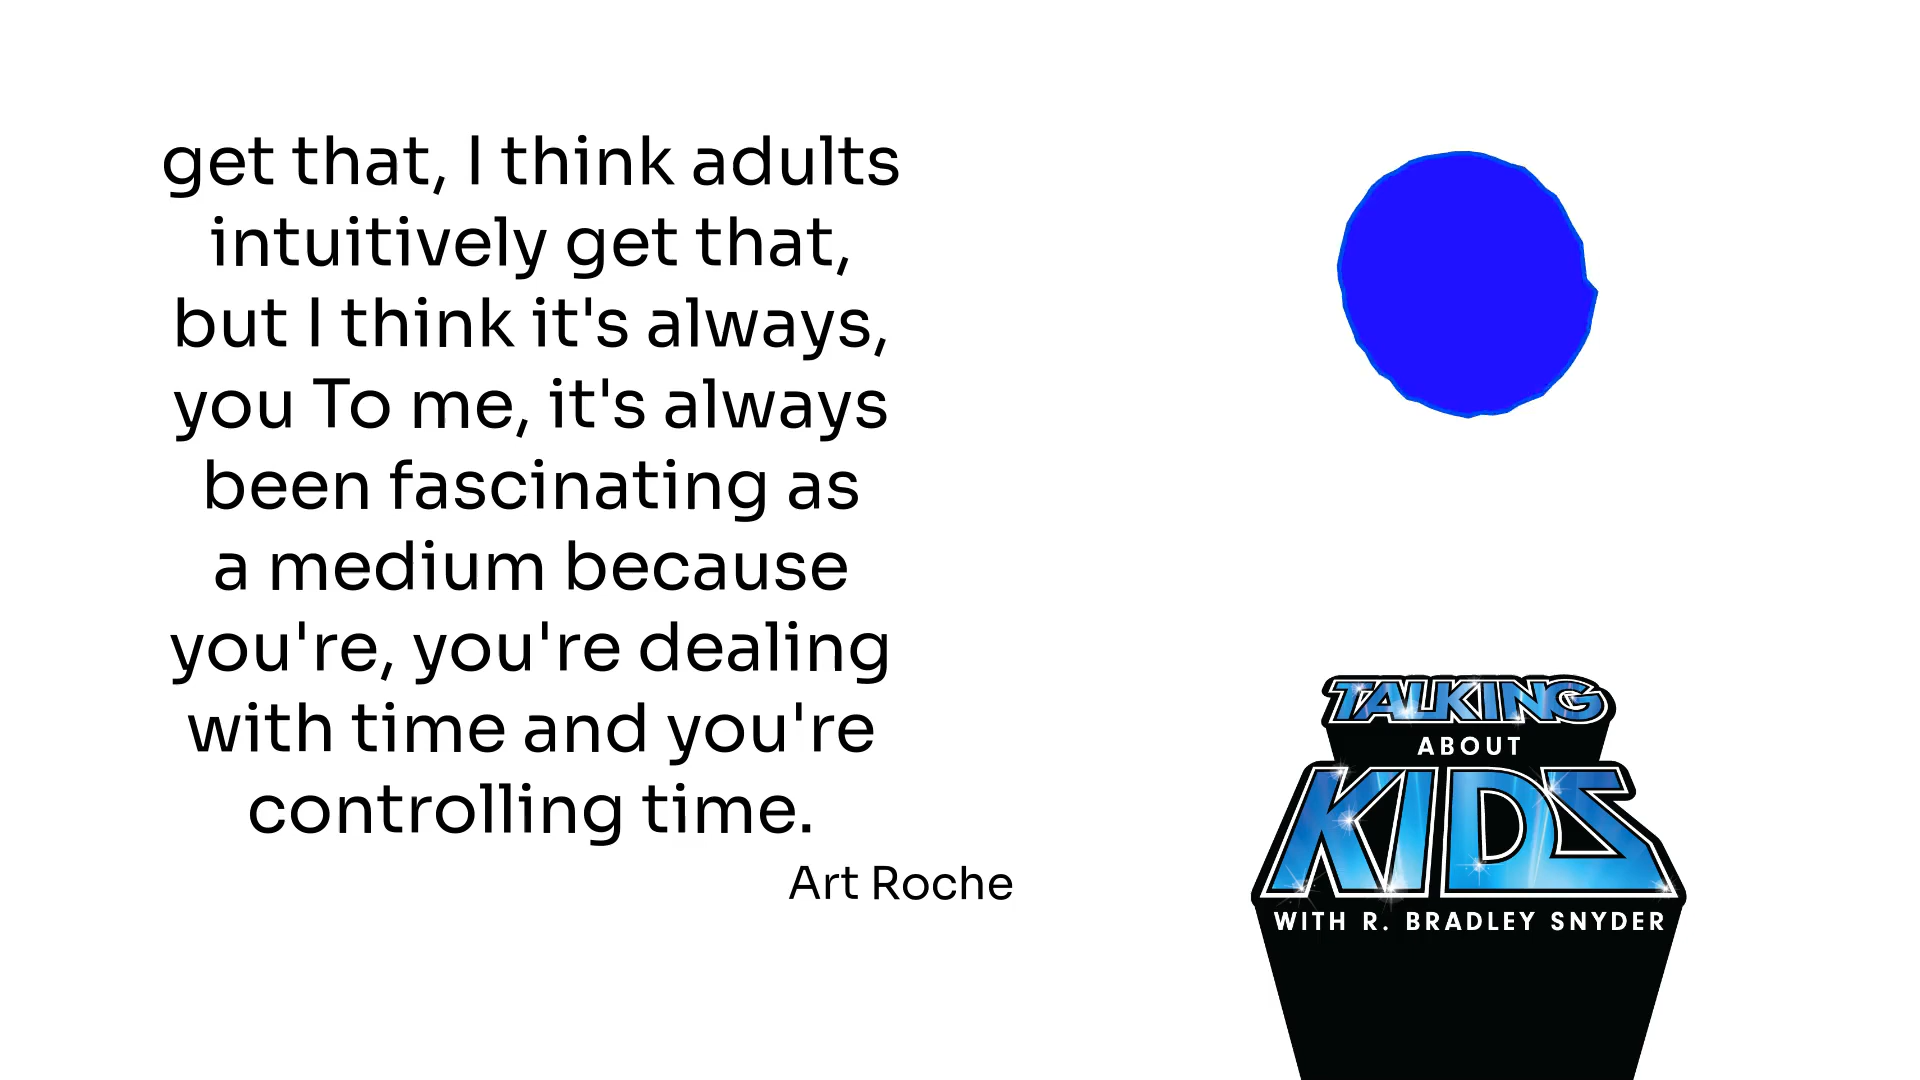 get that, I think adults
intuitively get that,
but I think it's always,
you To me, it's always
been fascinating as
a medium because
you're, you're dealing
with time and you're
controlling time.
Art Roche
TALKING
ABOUT
KIDS
WITH R. BRADLEY SNYDER